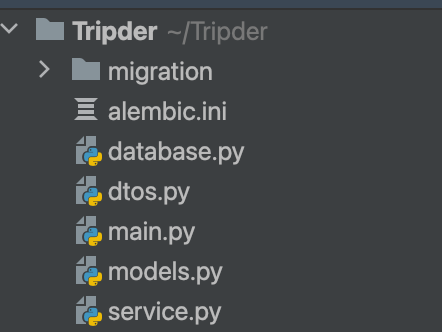 Tripder ~/Tripder
migration
alembic.ini
database.py
dtos.py
main.py
models.py
service.py